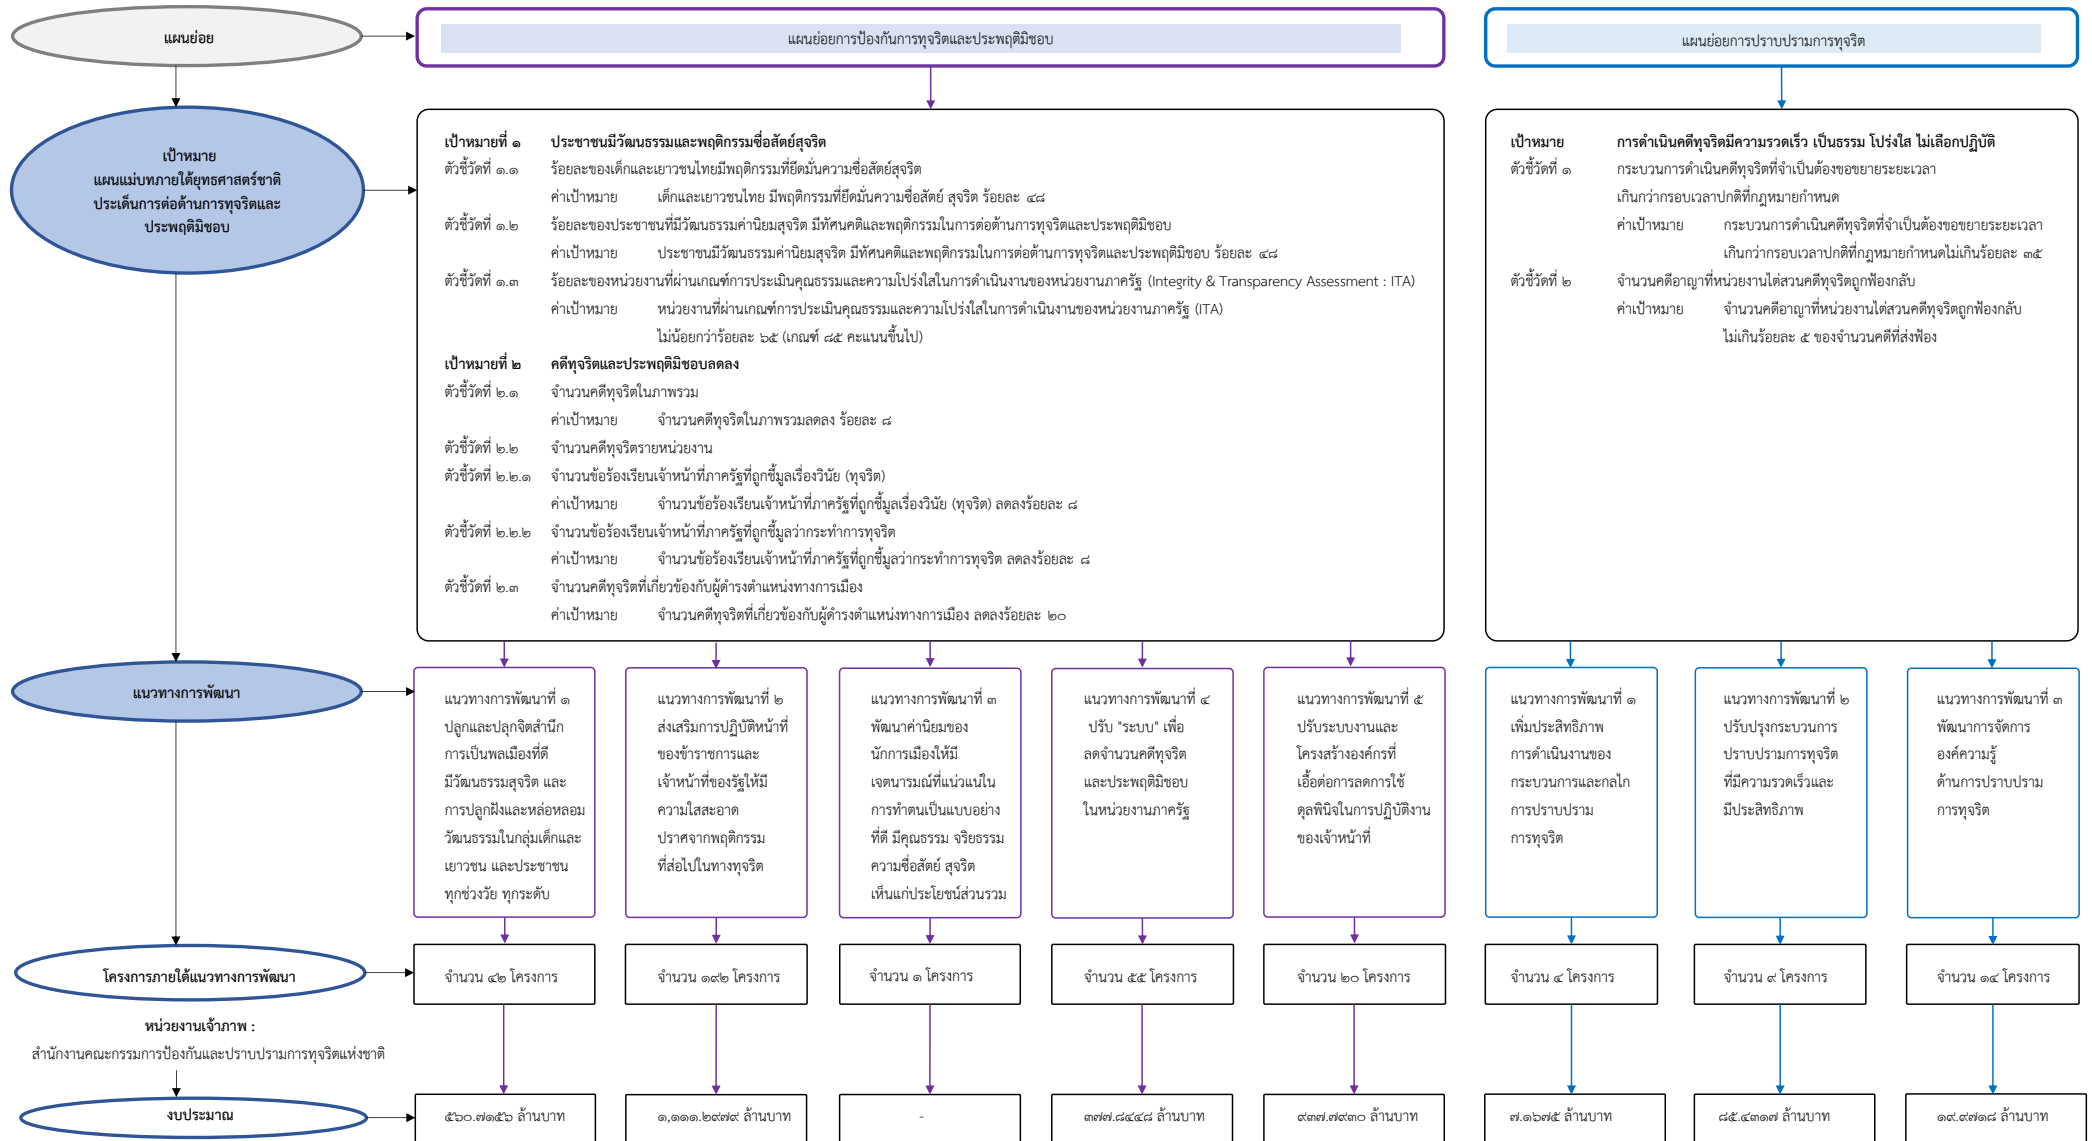 แผนย่อย
แผนย่อยการป้องกันการทุจริตและประพฤติมิชอบ
แผนย่อยการปราบปรามการทุจริต
เป้าหมาย
แผนแม่บทภายใต้ยุทธศาสตร์ชาติ
ประเด็นการต่อต้านการทุจริตและ
ประพฤติมิชอบ
เป้าหมายที่ ๑ ประชาชนมีวัฒนธรรมและพฤติกรรมซื่อสัตย์สุจริต
ตัวชี้วัดที่ ๑.๑ ร้อยละของเด็กและเยาวชนไทยมีพฤติกรรมที่ยึดมั่นความซื่อสัตย์สุจริต
ค่าเป้าหมาย เด็กและเยาวชนไทย มีพฤติกรรมที่ยึดมั่นความซื่อสัตย์ สุจริต ร้อยละ ๔๘
ตัวชี้วัดที่ ๑.๒ ร้อยละของประชาชนที่มีวัฒนธรรมค่านิยมสุจริต มีทัศนคติและพฤติกรรมในการต่อต้านการทุจริตและประพฤติมิชอบ
ค่าเป้าหมาย ประชาชนมีวัฒนธรรมค่านิยมสุจริต มีทัศนคติและพฤติกรรมในการต่อต้านการทุจริตและประพฤติมิชอบ ร้อยละ ๔๘
ตัวชี้วัดที่ ๑.๓ ร้อยละของหน่วยงานที่ผ่านเกณฑ์การประเมินคุณธรรมและความโปร่งใสในการดำเนินงานของหน่วยงานภาครัฐ (Integrity & Transparency Assessment : ITA)
ค่าเป้าหมาย หน่วยงานที่ผ่านเกณฑ์การประเมินคุณธรรมและความโปร่งใสในการดำเนินงานของหน่วยงานภาครัฐ (ITA)
ไม่น้อยกว่าร้อยละ ๖๕ (เกณฑ์ ๘๕ คะแนนขึ้นไป)
เป้าหมายที่ ๒ คดีทุจริตและประพฤติมิชอบลดลง
ตัวชี้วัดที่ ๒.๑ จำนวนคดีทุจริตในภาพรวม
ค่าเป้าหมาย จำนวนคดีทุจริตในภาพรวมลดลง ร้อยละ ๘
ตัวชี้วัดที่ ๒.๒ จำนวนคดีทุจริตรายหน่วยงาน
ตัวชี้วัดที่ ๒.๒.๑ จำนวนข้อร้องเรียนเจ้าหน้าที่ภาครัฐที่ถูกชี้มูลเรื่องวินัย (ทุจริต)
ค่าเป้าหมาย จำนวนข้อร้องเรียนเจ้าหน้าที่ภาครัฐที่ถูกชี้มูลเรื่องวินัย (ทุจริต) ลดลงร้อยละ ๘
ตัวชี้วัดที่ ๒.๒.๒ จำนวนข้อร้องเรียนเจ้าหน้าที่ภาครัฐที่ถูกชี้มูลว่ากระทำการทุจริต
ค่าเป้าหมาย จำนวนข้อร้องเรียนเจ้าหน้าที่ภาครัฐที่ถูกชี้มูลว่ากระทำการทุจริต ลดลงร้อยละ ๘
ตัวชี้วัดที่ ๒.๓ จำนวนคดีทุจริตที่เกี่ยวข้องกับผู้ดำรงตำแหน่งทางการเมือง
ค่าเป้าหมาย จำนวนคดีทุจริตที่เกี่ยวข้องกับผู้ดำรงตำแหน่งทางการเมือง ลดลงร้อยละ ๒๐
เป้าหมาย การดำเนินคดีทุจริตมีความรวดเร็ว เป็นธรรม โปร่งใส ไม่เลือกปฏิบัติ
ตัวชี้วัดที่ ๑ กระบวนการดำเนินคดีทุจริตที่จำเป็นต้องขอขยายระยะเวลา
เกินกว่ากรอบเวลาปกติที่กฎหมายกำหนด
ค่าเป้าหมาย กระบวนการดำเนินคดีทุจริตที่จำเป็นต้องขอขยายระยะเวลา
เกินกว่ากรอบเวลาปกติที่กฎหมายกำหนดไม่เกินร้อยละ ๓๕
ตัวชี้วัดที่ ๒ จำนวนคดีอาญาที่หน่วยงานไต่สวนคดีทุจริตถูกฟ้องกลับ
ค่าเป้าหมาย จำนวนคดีอาญาที่หน่วยงานไต่สวนคดีทุจริตถูกฟ้องกลับ
ไม่เกินร้อยละ ๕ ของจำนวนคดีที่ส่งฟ้อง
แนวทางการพัฒนา
แนวทางการพัฒนาที่ ๑
ปลูกและปลุกจิตสำนึก
การเป็นพลเมืองที่ดี
มีวัฒนธรรมสุจริต และ
การปลูกฝังและหล่อหลอม
วัฒนธรรมในกลุ่มเด็กและ
เยาวชน และประชาชน
ทุกช่วงวัย ทุกระดับ
แนวทางการพัฒนาที่ ๒
ส่งเสริมการปฏิบัติหน้าที่
ของข้าราชการและ
เจ้าหน้าที่ของรัฐให้มี
ความใสสะอาด
ปราศจากพฤติกรรม
ที่ส่อไปในทางทุจริต
แนวทางการพัฒนาที่ ๓
พัฒนาค่านิยมของ
นักการเมืองให้มี
เจตนารมณ์ที่แน่วแน่ใน
การทำตนเป็นแบบอย่าง
ที่ดี มีคุณธรรม จริยธรรม
ความซื่อสัตย์ สุจริต
เห็นแก่ประโยชน์ส่วนรวม
แนวทางการพัฒนาที่ ๔
ปรับ "ระบบ" เพื่อ
ลดจำนวนคดีทุจริต
และประพฤติมิชอบ
ในหน่วยงานภาครัฐ
แนวทางการพัฒนาที่ ๕
ปรับระบบงานและ
โครงสร้างองค์กรที่
เอื้อต่อการลดการใช้
ดุลพินิจในการปฏิบัติงาน
ของเจ้าหน้าที่
แนวทางการพัฒนาที่ ๑
เพิ่มประสิทธิภาพ
การดำเนินงานของ
กระบวนการและกลไก
การปราบปราม
การทุจริต
แนวทางการพัฒนาที่ ๒
ปรับปรุงกระบวนการ
ปราบปรามการทุจริต
ที่มีความรวดเร็วและ
มีประสิทธิภาพ
แนวทางการพัฒนาที่ ๓
พัฒนาการจัดการ
องค์ความรู้
ด้านการปราบปราม
การทุจริต
โครงการภายใต้แนวทางการพัฒนา
จำนวน ๔๒ โครงการ
จำนวน ๑๙๒ โครงการ
จำนวน ๑ โครงการ
จำนวน ๕๕ โครงการ
จำนวน ๒๐ โครงการ
จำนวน ๔ โครงการ
จำนวน ๙ โครงการ
จำนวน ๑๔ โครงการ
หน่วยงานเจ้าภาพ :
สำนักงานคณะกรรมการป้องกันและปราบปรามการทุจริตแห่งชาติ
งบประมาณ
๕๖๐.๗๑๕๖ ล้านบาท
๑,๑๑๑.๒๙๗๙ ล้านบาท
-
๓๗๗.๘๔๔๘ ล้านบาท
๙๓๗.๗๙๓๐ ล้านบาท
๗.๑๖๗๕ ล้านบาท
๘๕.๔๓๑๗ ล้านบาท
๑๙.๙๗๑๘ ล้านบาท